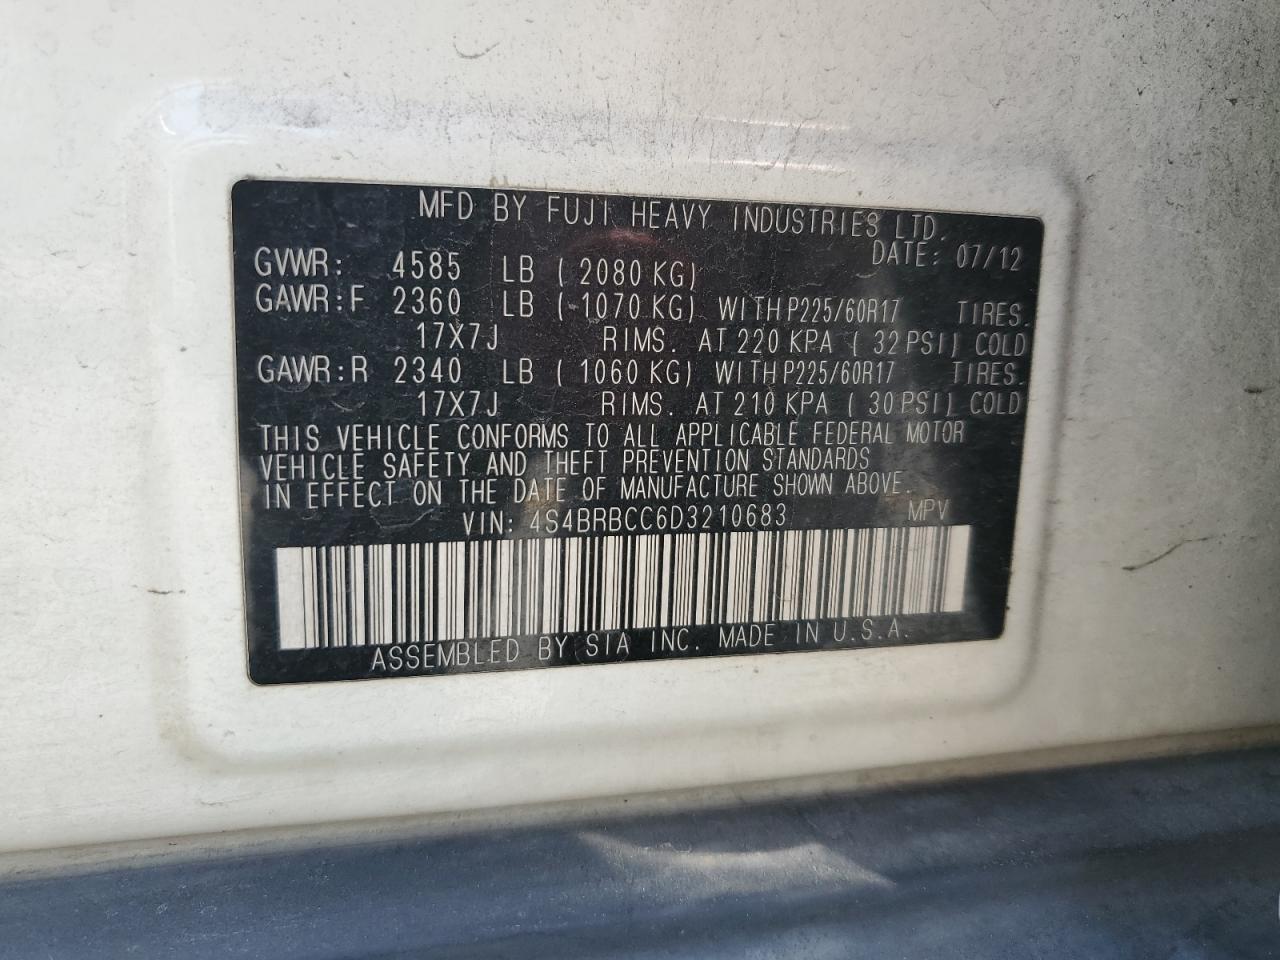 MFD BY FUJI HEAVY INDUSTRIES LTD.
DATE: 07/12
GVWR: 4585 LB ( 2080 KG)
GAWR:F 2360 LB (-1070 KG) WITH P225/60R17 TIRES.
17X7J RIMS. AT 220 KPA ( 32 PSI) COLD
GAWR:R 2340 LB ( 1060 KG) WITH P225/60R17 TIRES.
17X7J RIMS. AT 210 KPA ( 30 PSI) COLD
THIS VEHICLE CONFORMS TO ALL APPLICABLE FEDERAL MOTOR
VEHICLE SAFETY AND THEFT PREVENTION STANDARDS
IN EFFECT ON THE DATE OF MANUFACTURE SHOWN ABOVE.
VIN: 4S4BRBCC6D3210683 MPV
ASSEMBLED BY SIA INC. MADE IN U.S.A.